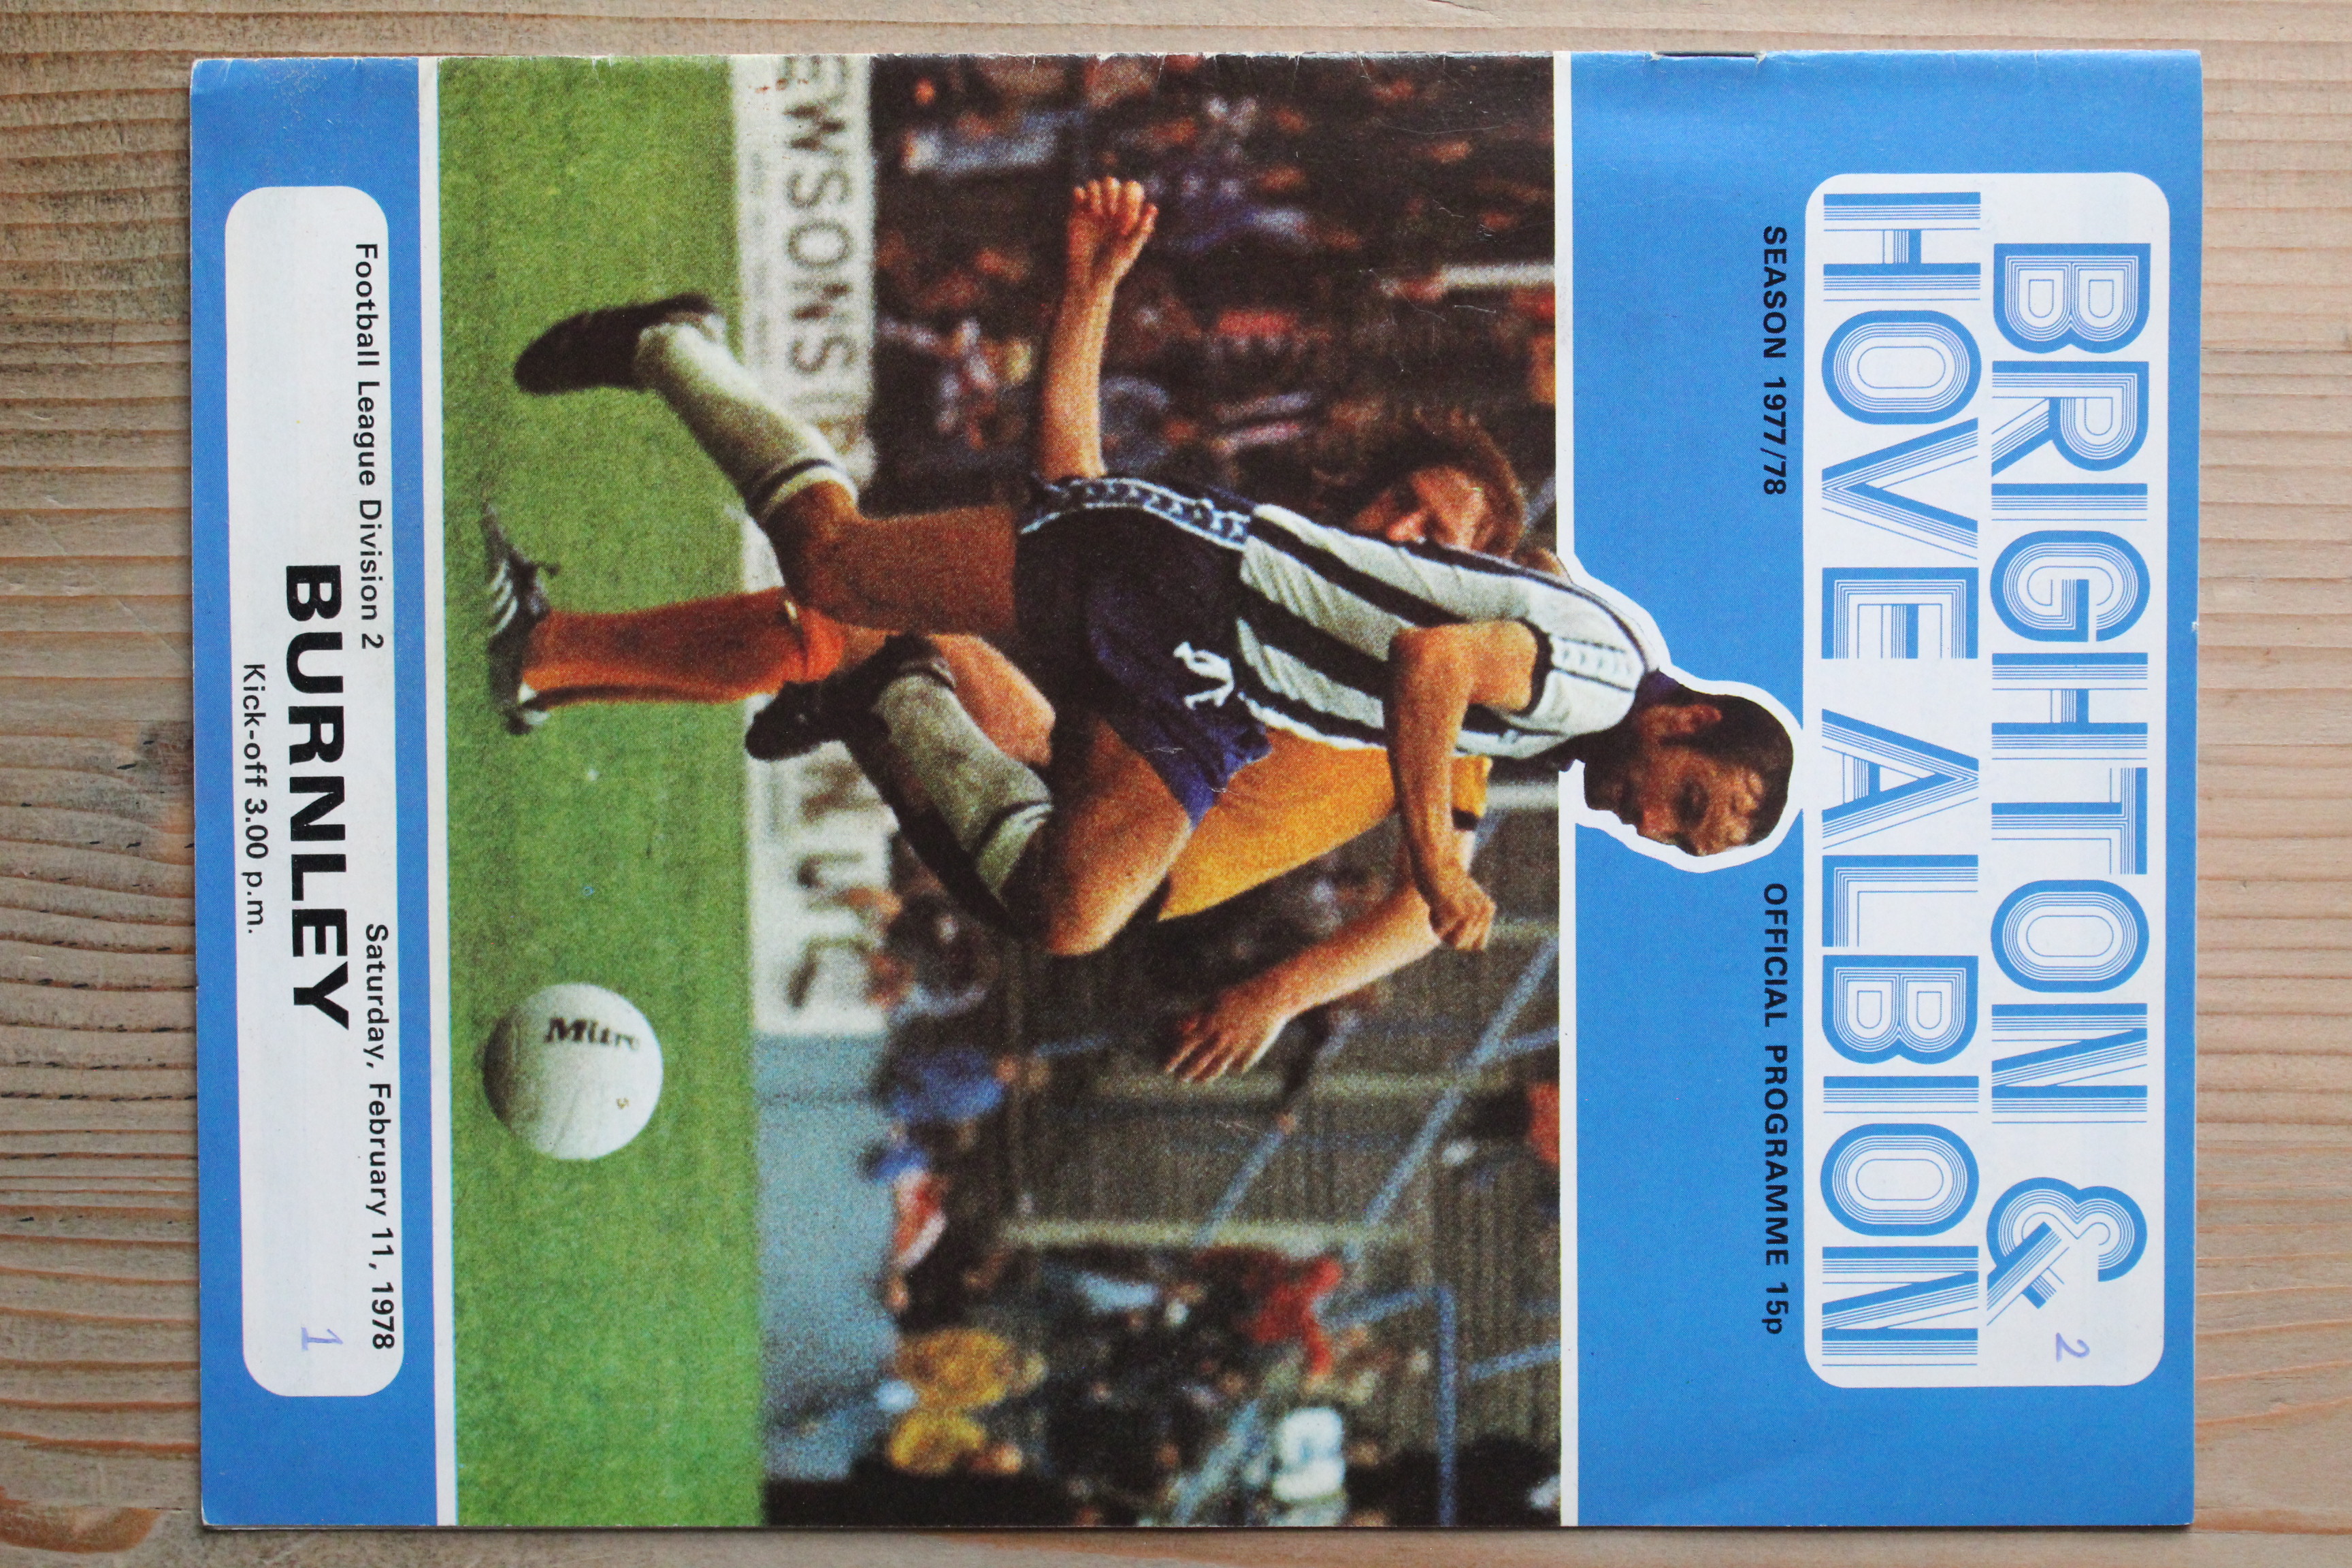 BRIGHTON &
2
HOVE ALBION
SEASON 1977/78
OFFICIAL PROGRAMME 15p
Mitre
5
Football League Division 2
Saturday, February 11, 1978
BURNLEY
1
Kick-off 3.00 p.m.